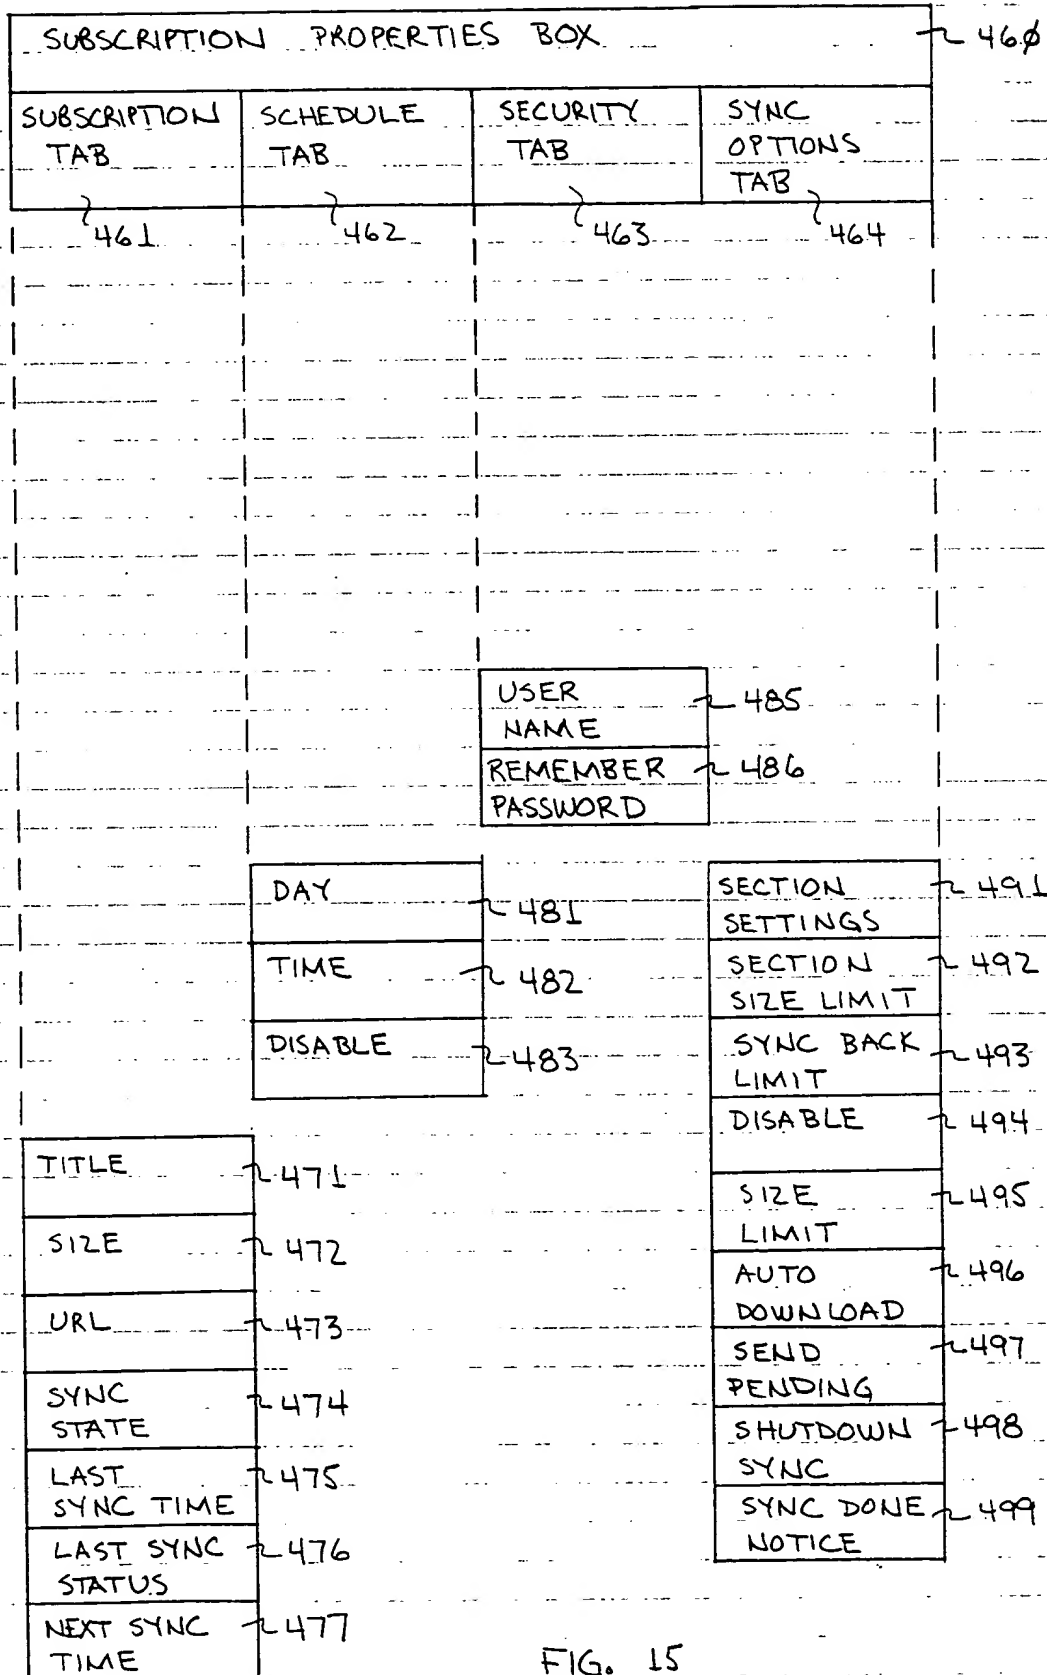 SUBSCRIPTION PROPERTIES BOX 460
SUBSCRIPTION
TAB
461
SCHEDULE
TAB
462
SECURITY
TAB
463
SYNC
OPTIONS
TAB
464
USER
NAME
485
REMEMBER
PASSWORD
486
DAY
481
TIME
482
DISABLE
483
SECTION
SETTINGS
491
SECTION
SIZE LIMIT
492
SYNC BACK
LIMIT
493
DISABLE
494
SIZE
LIMIT
495
AUTO
DOWNLOAD
496
SEND
PENDING
497
SHUTDOWN
SYNC
498
SYNC DONE
NOTICE
499
TITLE
471
SIZE
472
URL
473
SYNC
STATE
474
LAST
SYNC TIME
475
LAST SYNC
STATUS
476
NEXT SYNC
TIME
477
FIG. 15